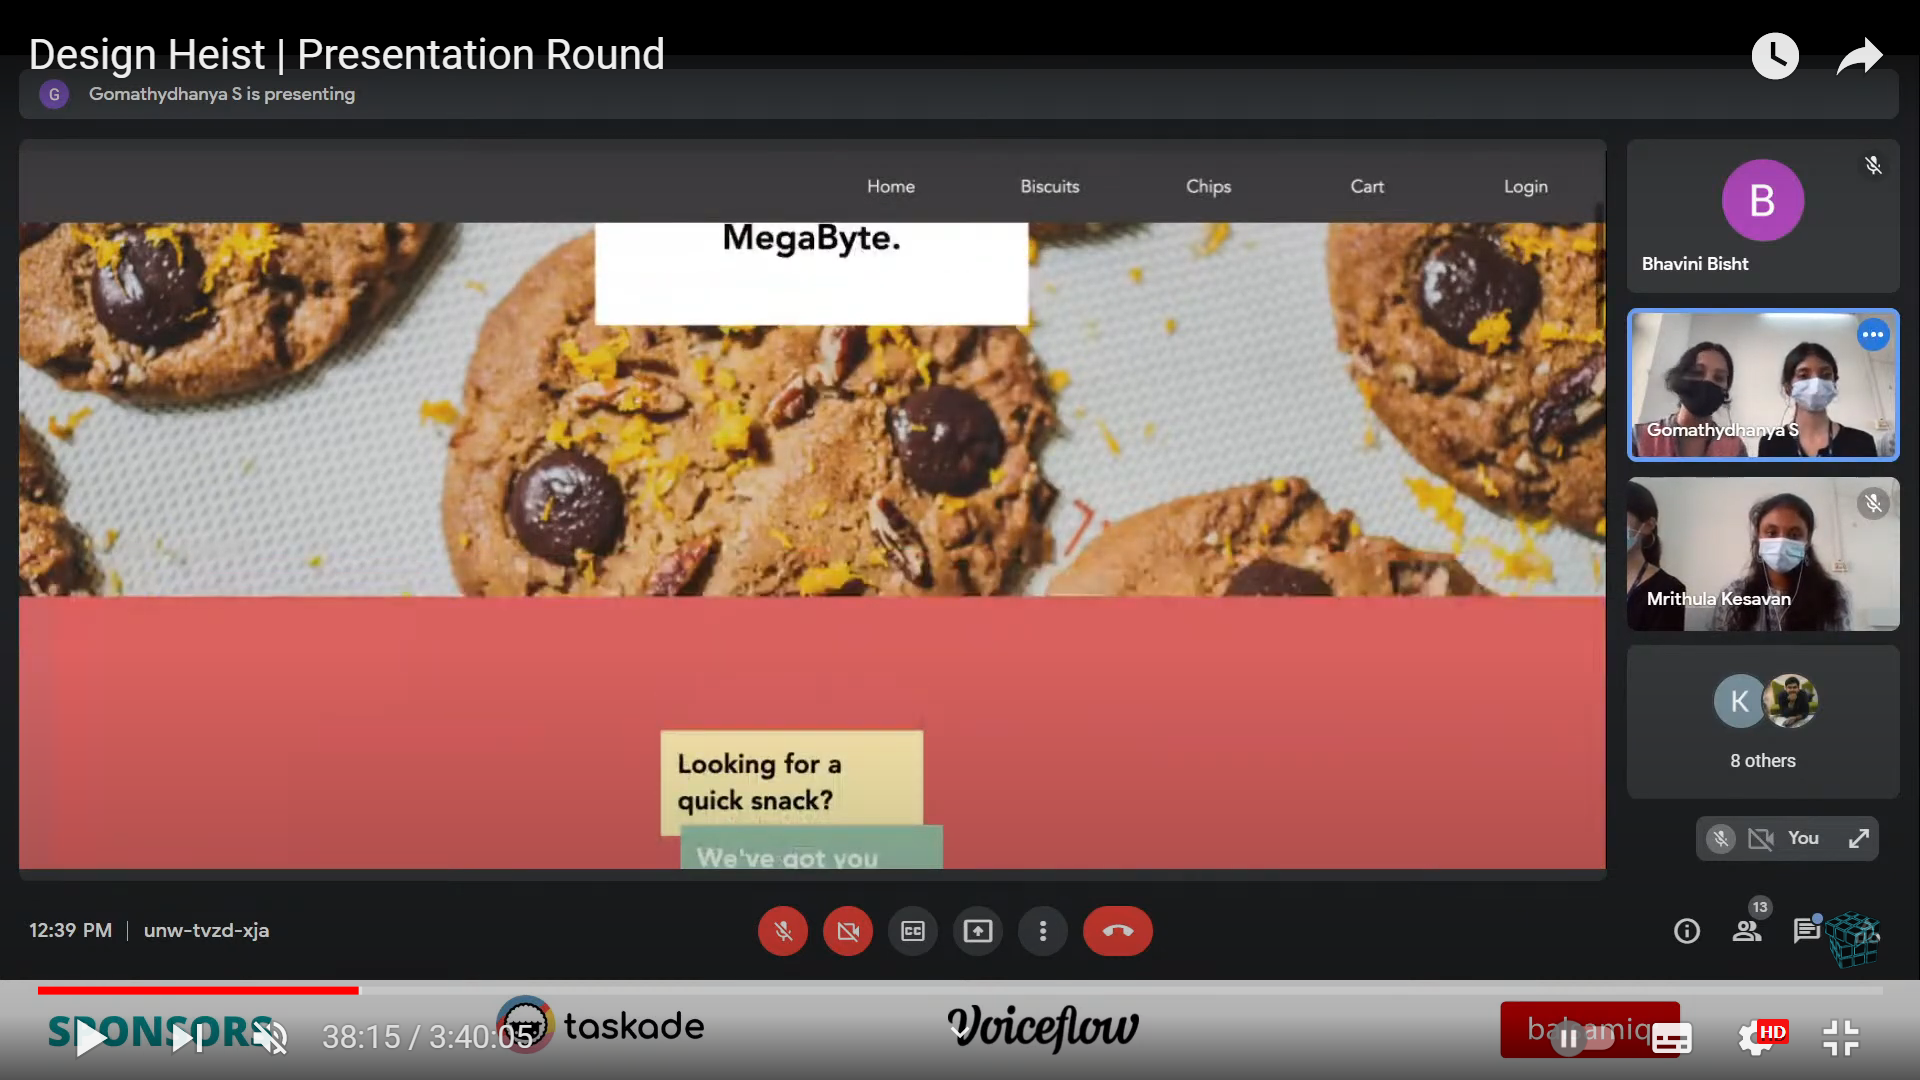 Design Heist | Presentation Round
G Gomathydhanya S is presenting
Home Biscuits Chips Cart Login
MegaByte.
Looking for a
quick snack?
We've got you
B
Bhavini Bisht
Gomathydhanya S
Mrithula Kesavan
K
8 others
You
12:39 PM | unw-tvzd-xja
CC
13
SPONSORS
taskade
Voiceflow
38:15 / 3:40:05
HD